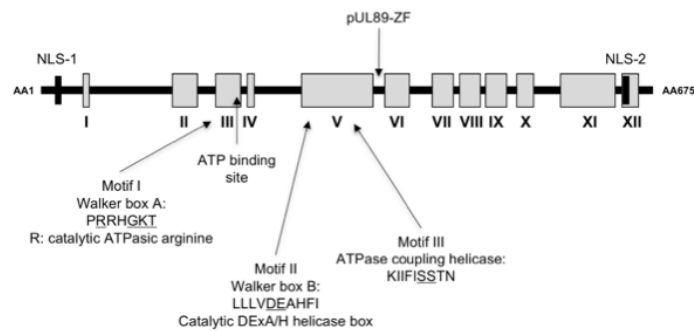 pUL89-ZF
NLS-1
NLS-2
AA1
AA675
I II III IV V VI VII VIII IX X XI XII
ATP binding
site
Motif I
Walker box A:
PRRHGKT
R: catalytic ATPasic arginine
Motif II
Walker box B:
LLLVDEAHFI
Catalytic DExA/H helicase box
Motif III
ATPase coupling helicase:
KIIFISSTN